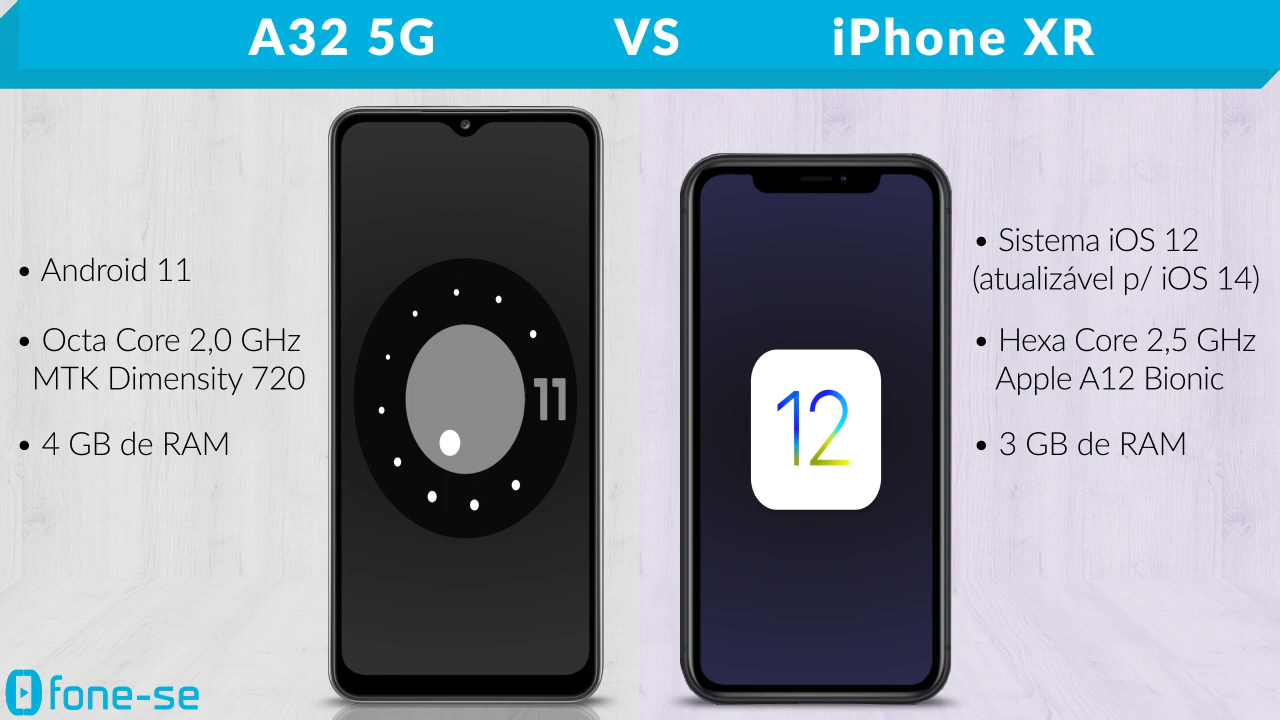 A32 5G VS iPhone XR
• Android 11
• Octa Core 2,0 GHz
MTK Dimensity 720
• 4 GB de RAM
11
12
• Sistema iOS 12
(atualizável p/ iOS 14)
• Hexa Core 2,5 GHz
Apple A12 Bionic
• 3 GB de RAM
fone-se